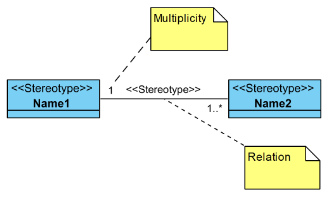 Multiplicity
<<Stereotype>>
Name1
1
<<Stereotype>>
1..*
<<Stereotype>>
Name2
Relation